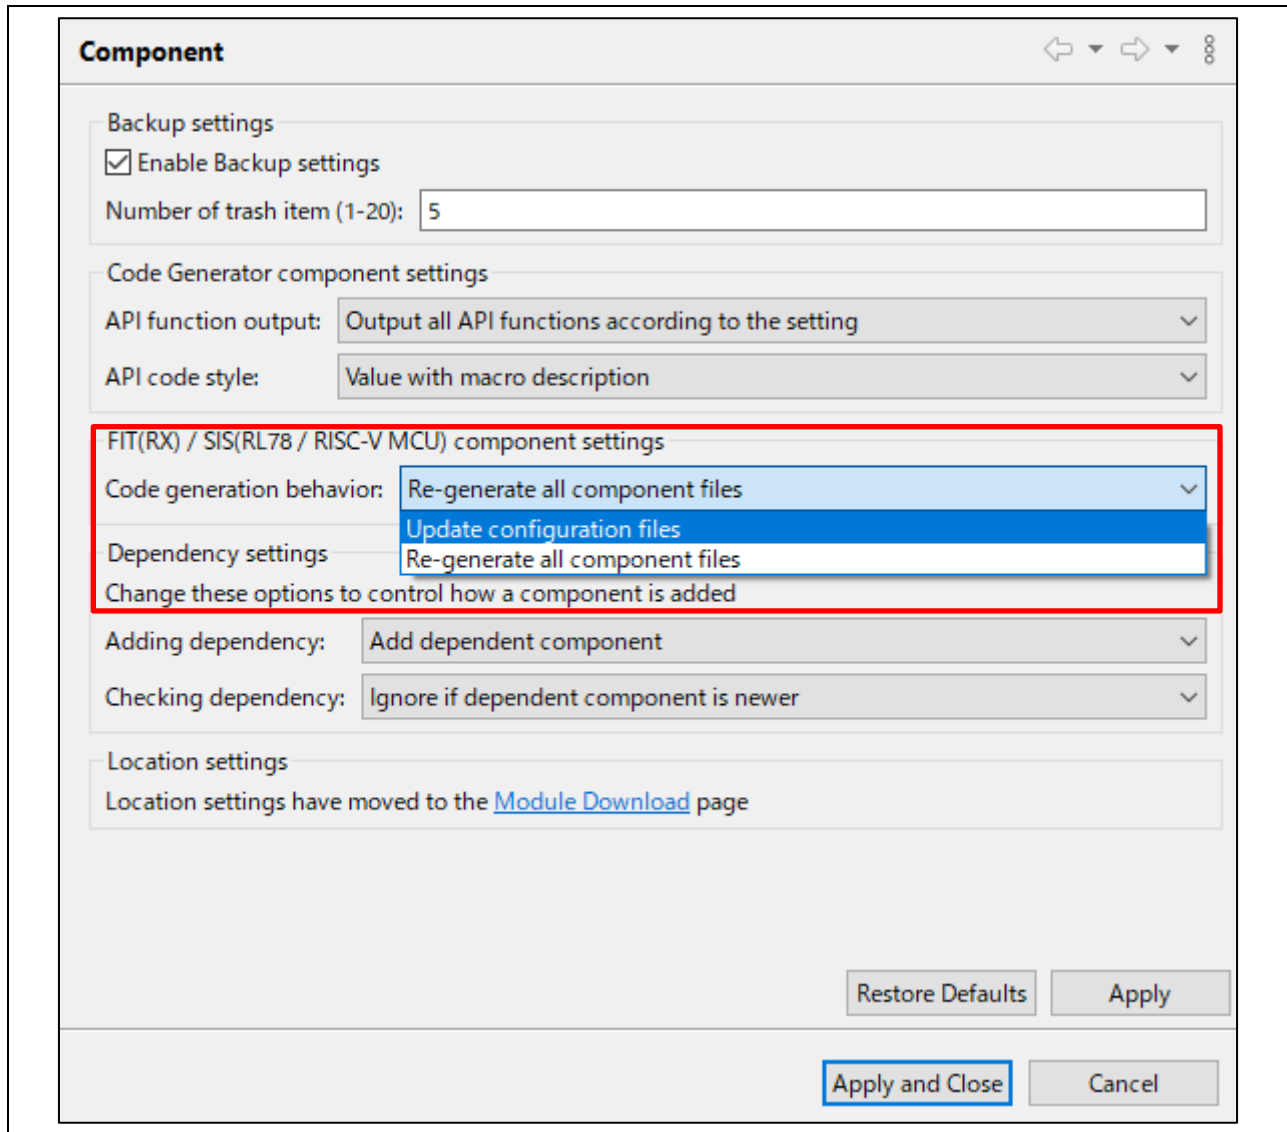 Component
Backup settings
Enable Backup settings
Number of trash item (1-20): 5
Code Generator component settings
API function output: Output all API functions according to the setting
API code style: Value with macro description
FIT(RX) / SIS(RL78 / RISC-V MCU) component settings
Code generation behavior: Re-generate all component files
Update configuration files
Dependency settings
Re-generate all component files
Change these options to control how a component is added
Adding dependency: Add dependent component
Checking dependency: Ignore if dependent component is newer
Location settings
Location settings have moved to the Module Download page
Restore Defaults Apply
Apply and Close Cancel